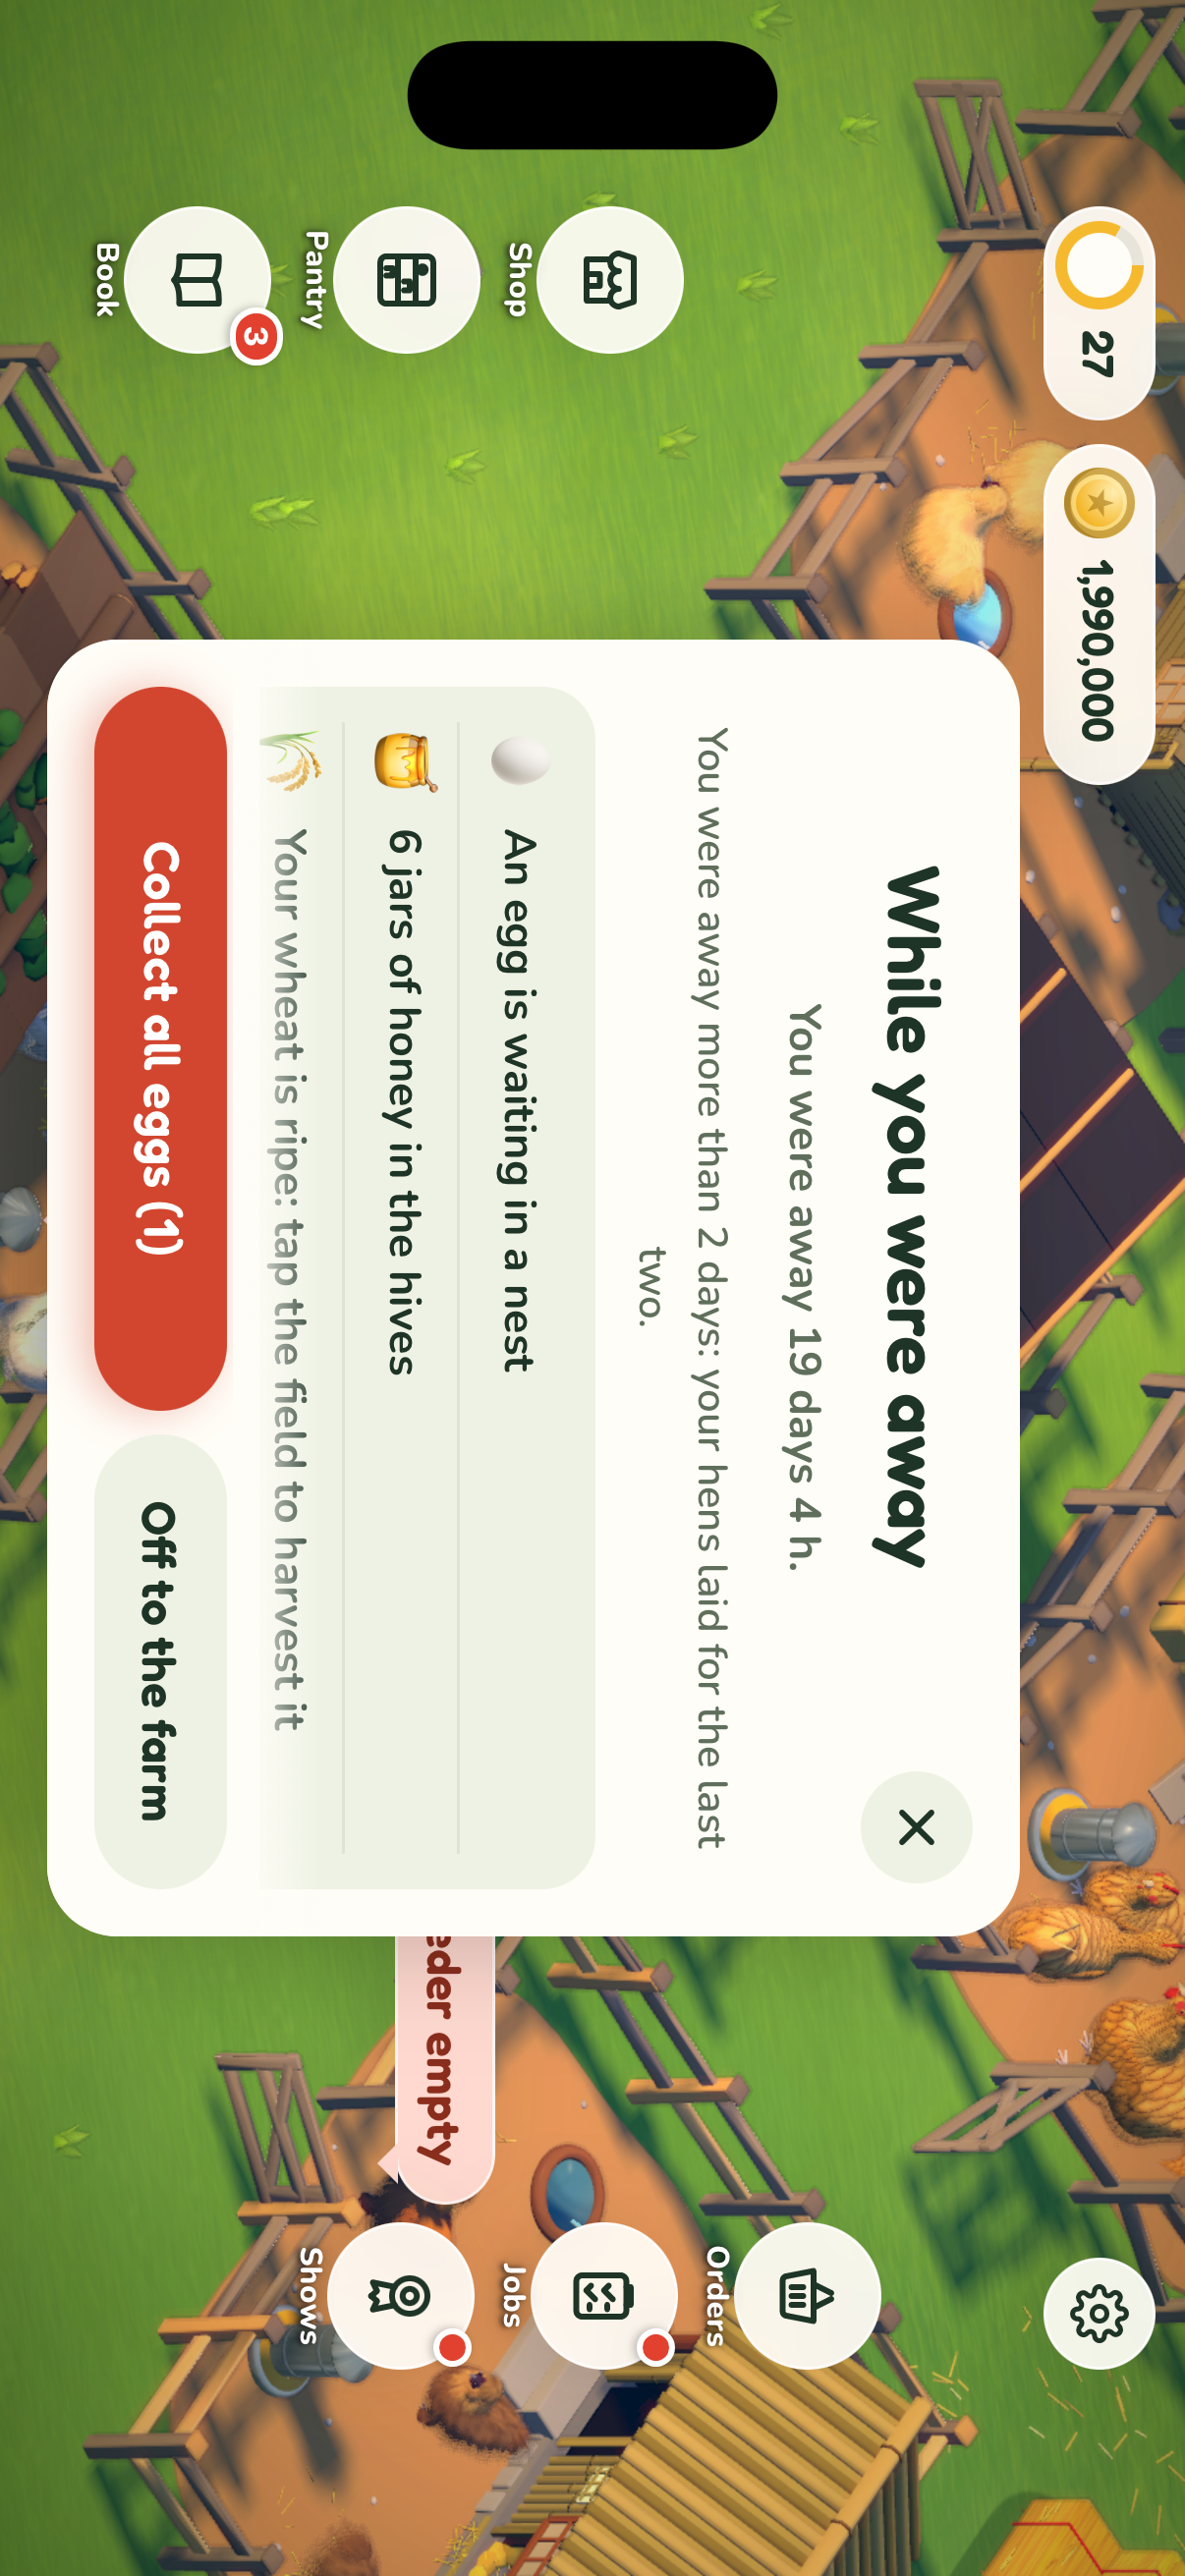 27
1,990,000
Shop
Pantry
Book
3
While you were away
You were away 19 days 4 h.
You were away more than 2 days: your hens laid for the last
two.
An egg is waiting in a nest
6 jars of honey in the hives
Your wheat is ripe: tap the field to harvest it
Collect all eggs (1)
Off to the farm
empty
Orders
Jobs
Shows